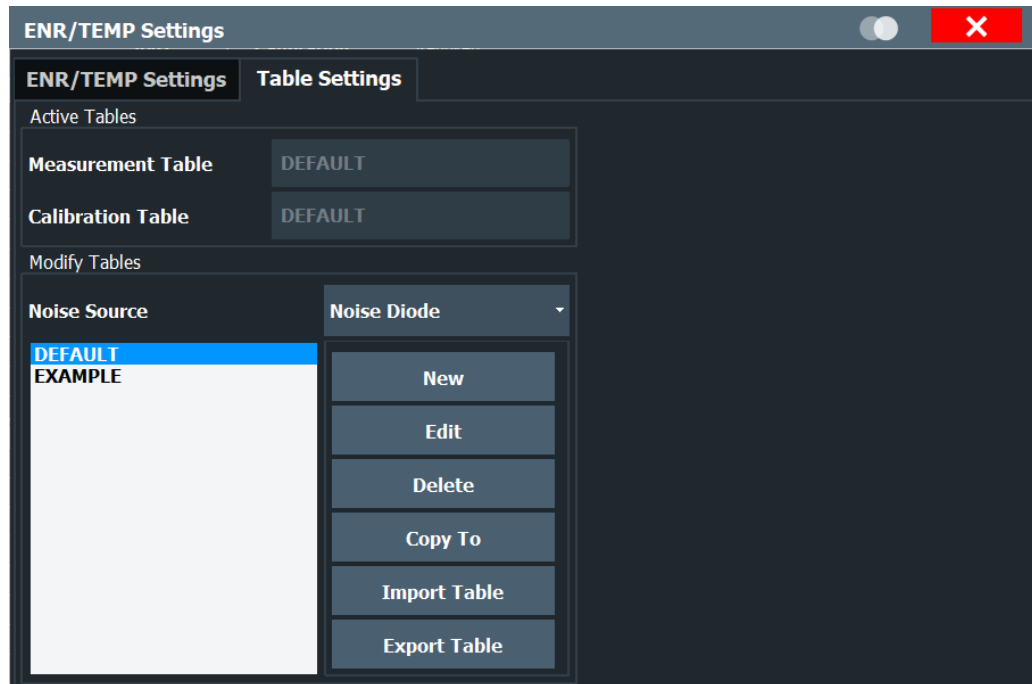 ENR/TEMP Settings
ENR/TEMP Settings Table Settings
Active Tables
Measurement Table DEFAULT
Calibration Table DEFAULT
Modify Tables
Noise Source Noise Diode
DEFAULT
EXAMPLE
New
Edit
Delete
Copy To
Import Table
Export Table